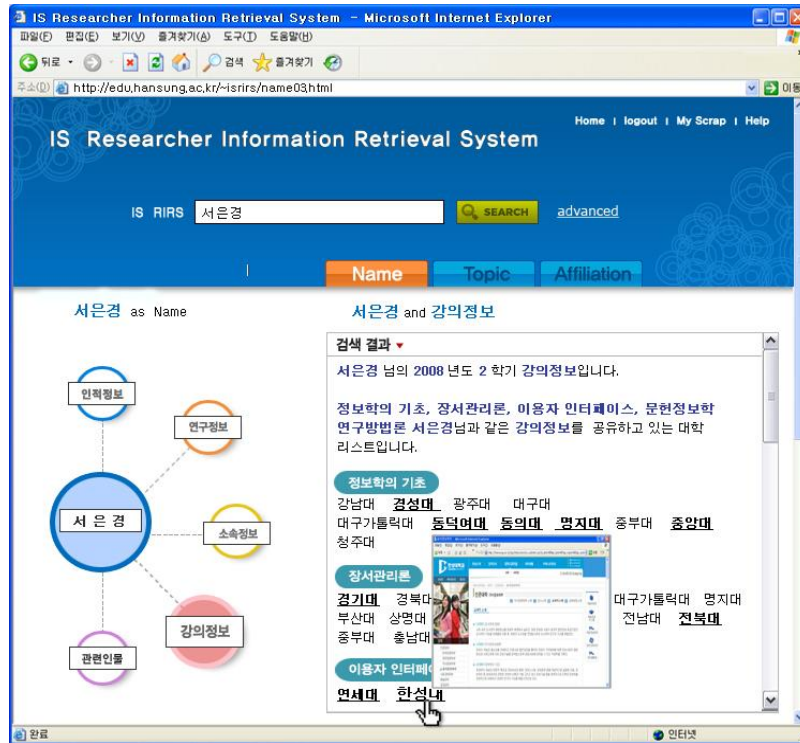 IS Researcher Information Retrieval System - Microsoft Internet Explorer
파일(F) 편집(E) 보기(V) 즐겨찾기(A) 도구(T) 도움말(H)
뒤로 검색 즐겨찾기
주소(D) http://edu.hansung.ac.kr/~isrirs/name03.html 이동
Home | logout | My Scrap | Help
IS Researcher Information Retrieval System
IS RIRS 서은경 SEARCH advanced
Name Topic Affiliation
서은경 as Name
서은경 and 강의정보
인적정보
연구정보
서 은 경
소속정보
강의정보
관련인물
검색 결과
서은경 님의 2008 년도 2 학기 강의정보입니다.
정보학의 기초, 장서관리론, 이용자 인터페이스, 문헌정보학
연구방법론 서은경님과 같은 강의정보를 공유하고 있는 대학
리스트입니다.
정보학의 기초
강남대 경성대 광주대 대구대
대구가톨릭대 동덕여대 동의대 명지대 중부대 중앙대
청주대
장서관리론
경기대 경북대 대구가톨릭대 명지대
부산대 상명대 전남대 전북대
중부대 충남대
이용자 인터페이
연세대 한성대
완료 인터넷